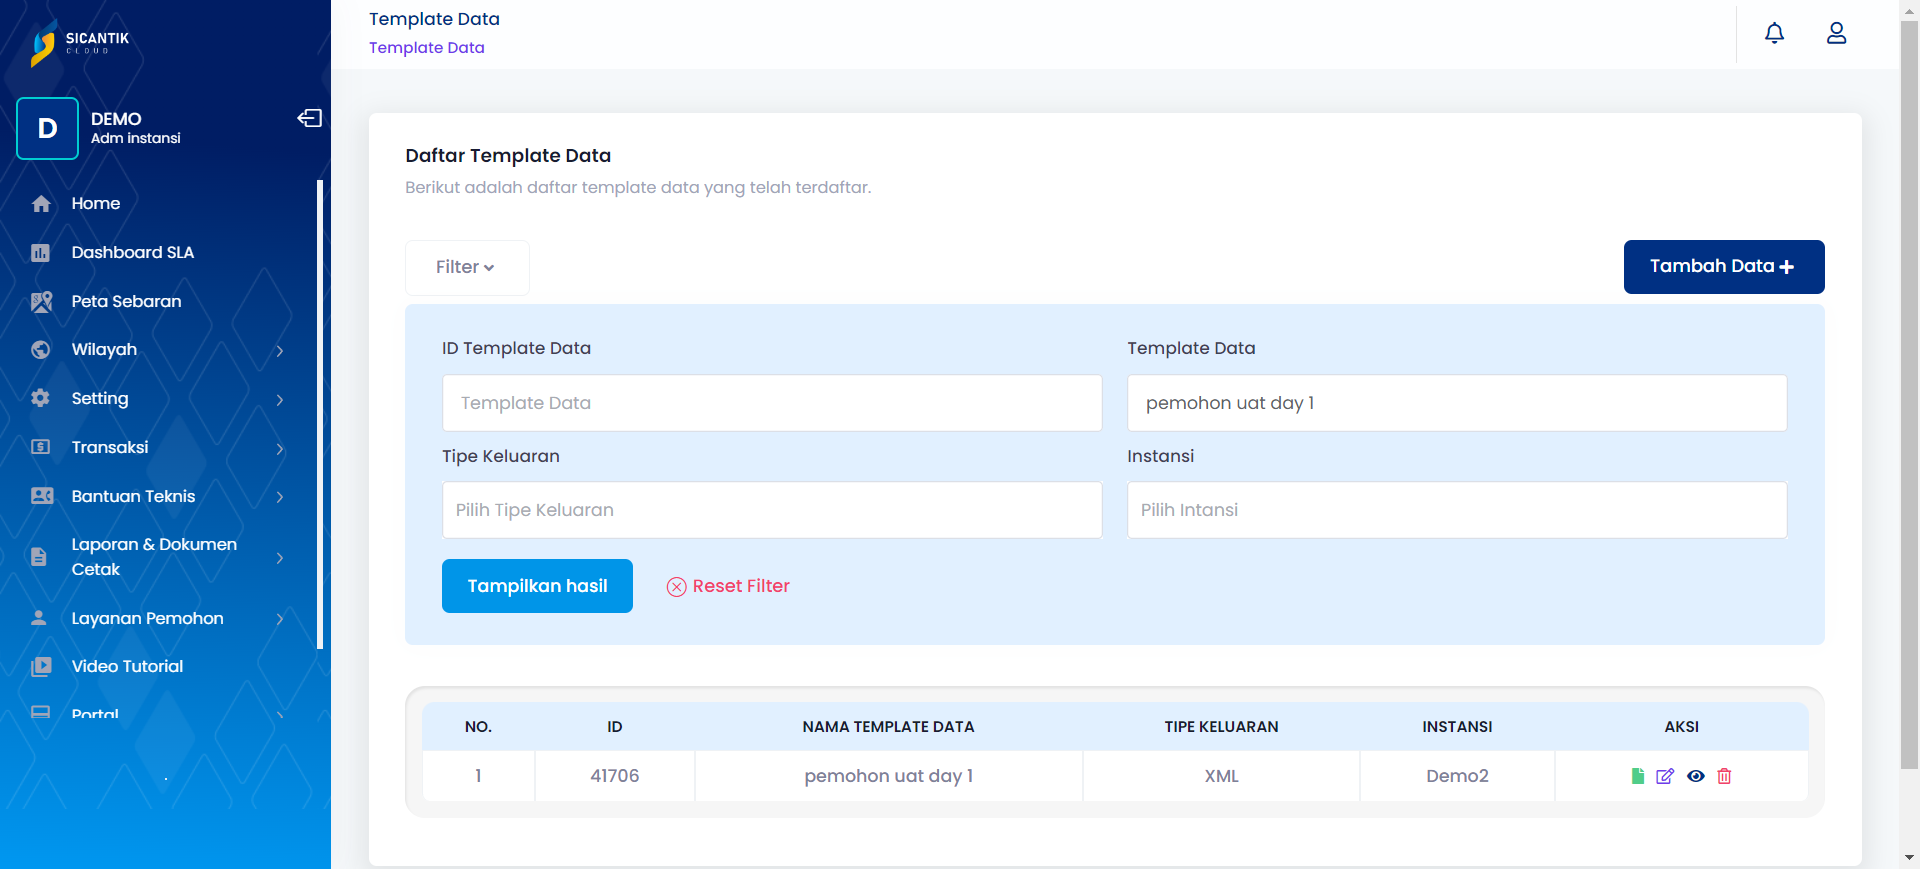 SICANTIK
CLOUD
D
DEMO
Adm instansi
Home
Dashboard SLA
Peta Sebaran
Wilayah
Setting
Transaksi
Bantuan Teknis
Laporan & Dokumen
Cetak
Layanan Pemohon
Video Tutorial
Portal
.
Template Data
Template Data
Daftar Template Data
Berikut adalah daftar template data yang telah terdaftar.
Filter
Tambah Data +
ID Template Data
Template Data
Template Data
pemohon uat day 1
Tipe Keluaran
Instansi
Pilih Tipe Keluaran
Pilih Intansi
Tampilkan hasil
Reset Filter
NO. ID NAMA TEMPLATE DATA TIPE KELUARAN INSTANSI AKSI
1 41706 pemohon uat day 1 XML Demo2